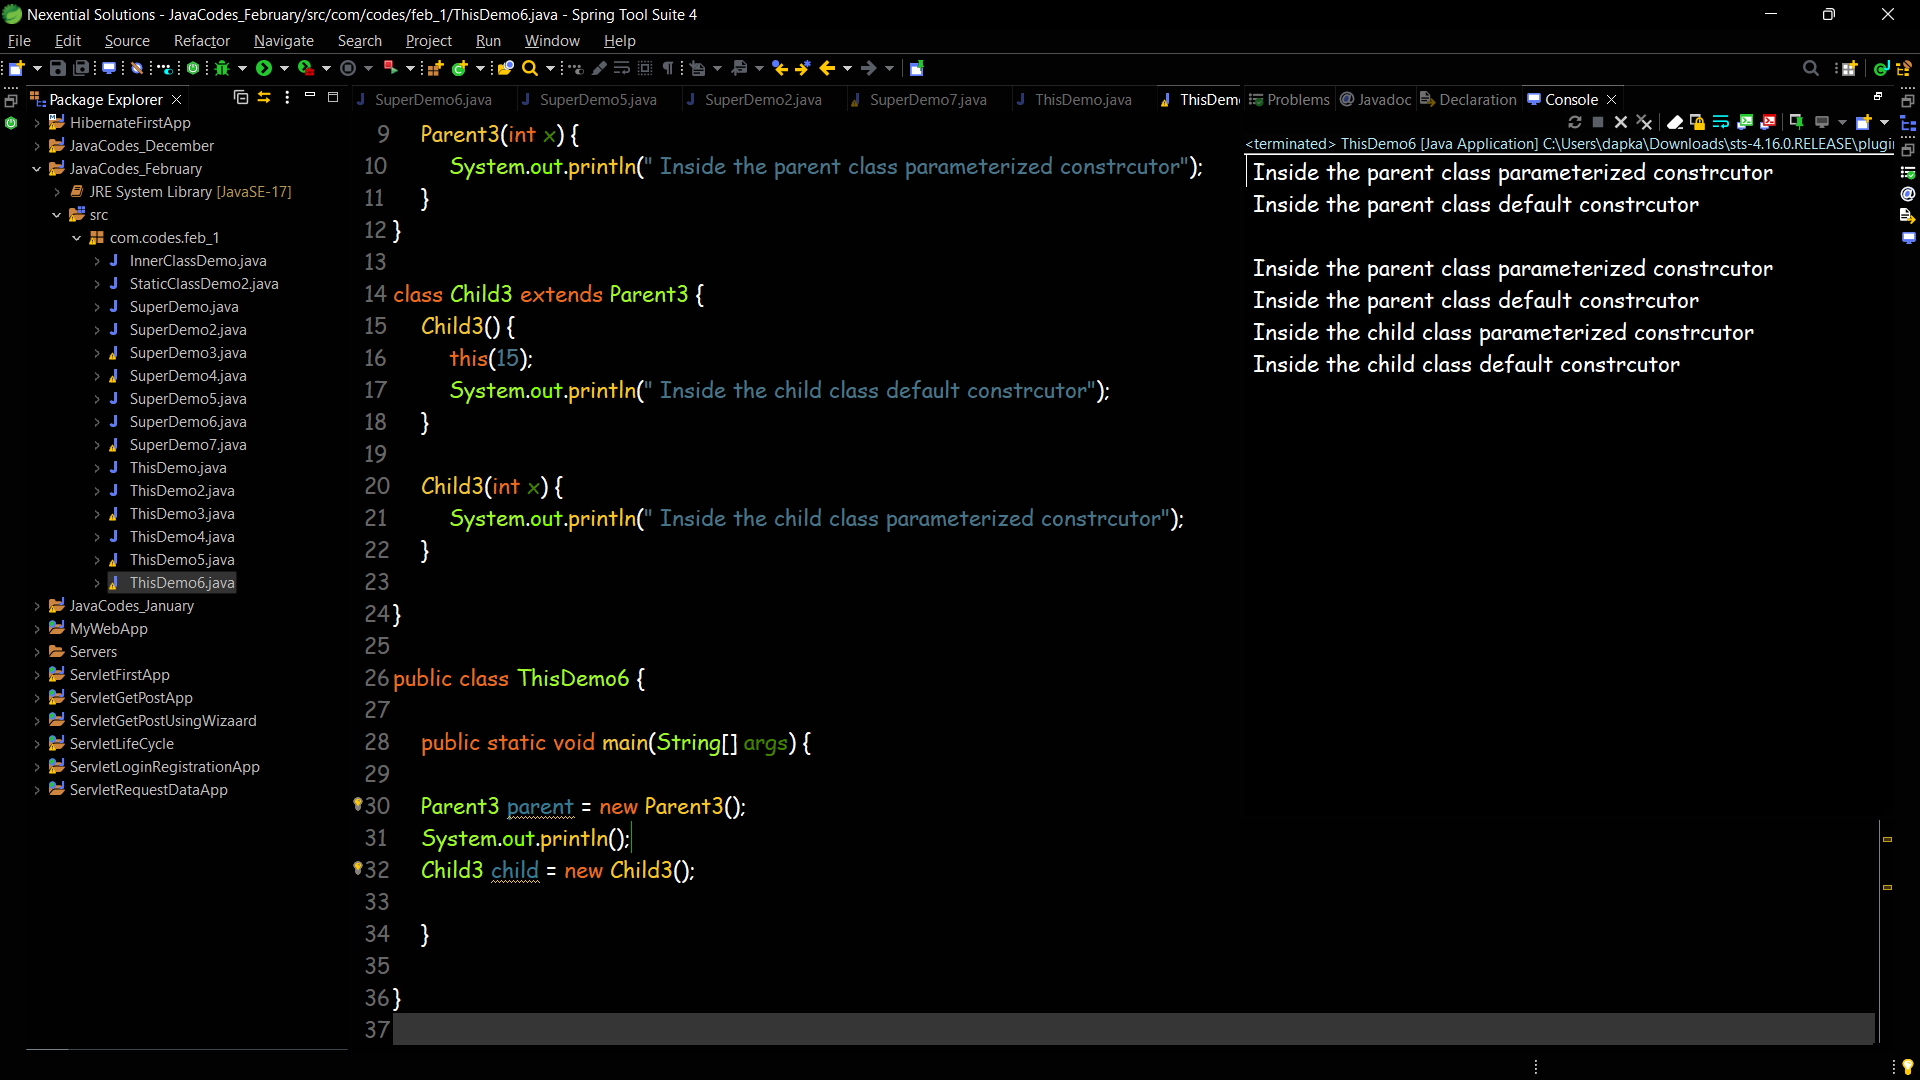 Nexential Solutions - JavaCodes_February/src/com/codes/feb_1/ThisDemo6.java - Spring Tool Suite 4
File Edit Source Refactor Navigate Search Project Run Window Help
Package Explorer
HibernateFirstApp
JavaCodes_December
JavaCodes_February
JRE System Library [JavaSE-17]
src
com.codes.feb_1
InnerClassDemo.java
StaticClassDemo2.java
SuperDemo.java
SuperDemo2.java
SuperDemo3.java
SuperDemo4.java
SuperDemo5.java
SuperDemo6.java
SuperDemo7.java
ThisDemo.java
ThisDemo2.java
ThisDemo3.java
ThisDemo4.java
ThisDemo5.java
ThisDemo6.java
JavaCodes_January
MyWebApp
Servers
ServletFirstApp
ServletGetPostApp
ServletGetPostUsingWizaard
ServletLifeCycle
ServletLoginRegistrationApp
ServletRequestDataApp
SuperDemo6.java SuperDemo5.java SuperDemo2.java SuperDemo7.java ThisDemo.java ThisDem
9 Parent3(int x) {
10 System.out.println(" Inside the parent class parameterized constrcutor");
11 }
12 }
13
14 class Child3 extends Parent3 {
15 Child3() {
16 this(15);
17 System.out.println(" Inside the child class default constrcutor");
18 }
19
20 Child3(int x) {
21 System.out.println(" Inside the child class parameterized constrcutor");
22 }
23
24 }
25
26 public class ThisDemo6 {
27
28 public static void main(String[] args) {
29
30 Parent3 parent = new Parent3();
31 System.out.println();
32 Child3 child = new Child3();
33
34 }
35
36 }
37
Problems Javadoc Declaration Console
<terminated> ThisDemo6 [Java Application] C:\Users\dapka\Downloads\sts-4.16.0.RELEASE\plugi
Inside the parent class parameterized constrcutor
Inside the parent class default constrcutor
Inside the parent class parameterized constrcutor
Inside the parent class default constrcutor
Inside the child class parameterized constrcutor
Inside the child class default constrcutor